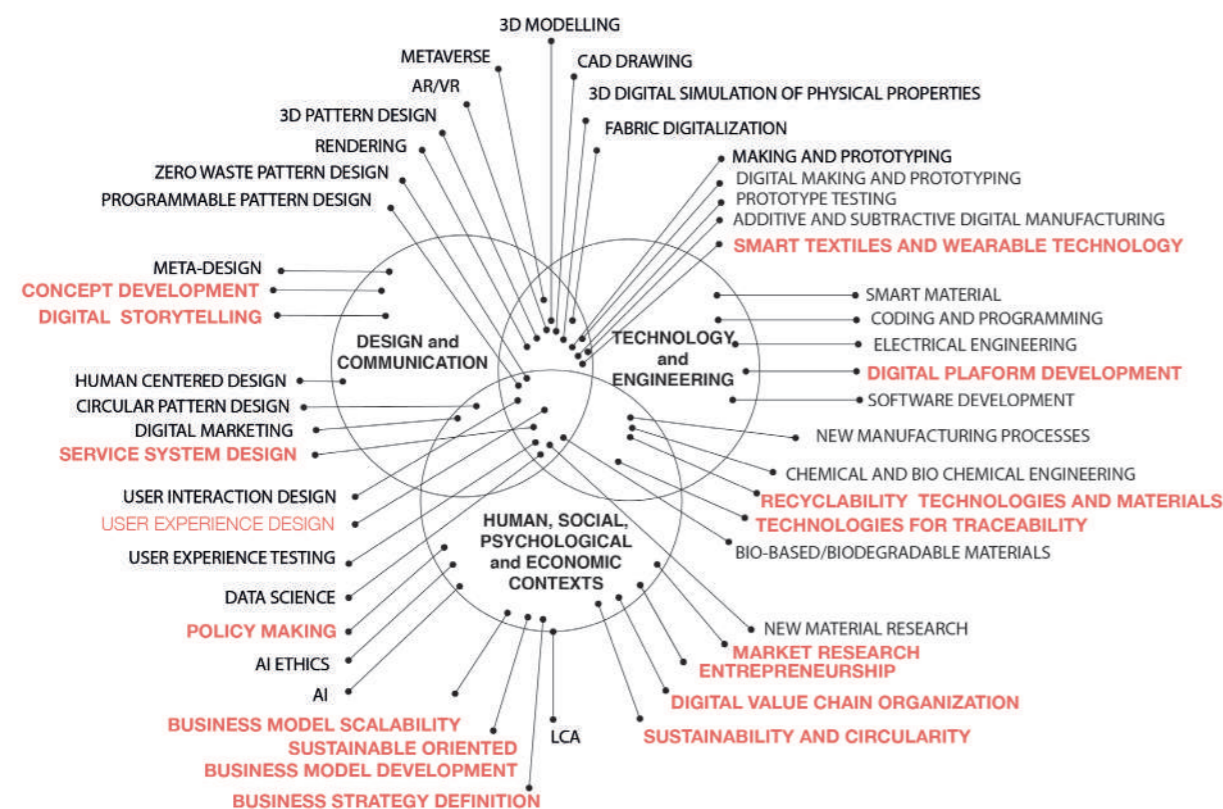 3D MODELLING
METAVERSE
CAD DRAWING
AR/VR
3D DIGITAL SIMULATION OF PHYSICAL PROPERTIES
3D PATTERN DESIGN
FABRIC DIGITALIZATION
RENDERING
MAKING AND PROTOTYPING
ZERO WASTE PATTERN DESIGN
DIGITAL MAKING AND PROTOTYPING
PROGRAMMABLE PATTERN DESIGN
PROTOTYPE TESTING
ADDITIVE AND SUBTRACTIVE DIGITAL MANUFACTURING
SMART TEXTILES AND WEARABLE TECHNOLOGY
META-DESIGN
CONCEPT DEVELOPMENT
DIGITAL STORYTELLING
DESIGN and
COMMUNICATION
TECHNOLOGY
and
ENGINEERING
SMART MATERIAL
CODING AND PROGRAMMING
ELECTRICAL ENGINEERING
DIGITAL PLAFORM DEVELOPMENT
SOFTWARE DEVELOPMENT
HUMAN CENTERED DESIGN
CIRCULAR PATTERN DESIGN
DIGITAL MARKETING
SERVICE SYSTEM DESIGN
NEW MANUFACTURING PROCESSES
CHEMICAL AND BIO CHEMICAL ENGINEERING
RECYCLABILITY TECHNOLOGIES AND MATERIALS
TECHNOLOGIES FOR TRACEABILITY
BIO-BASED/BIODEGRADABLE MATERIALS
USER INTERACTION DESIGN
USER EXPERIENCE DESIGN
USER EXPERIENCE TESTING
HUMAN, SOCIAL,
PSYCHOLOGICAL
and ECONOMIC
CONTEXTS
DATA SCIENCE
POLICY MAKING
AI ETHICS
AI
NEW MATERIAL RESEARCH
MARKET RESEARCH
ENTREPRENEURSHIP
DIGITAL VALUE CHAIN ORGANIZATION
SUSTAINABILITY AND CIRCULARITY
LCA
BUSINESS MODEL SCALABILITY
SUSTAINABLE ORIENTED
BUSINESS MODEL DEVELOPMENT
BUSINESS STRATEGY DEFINITION